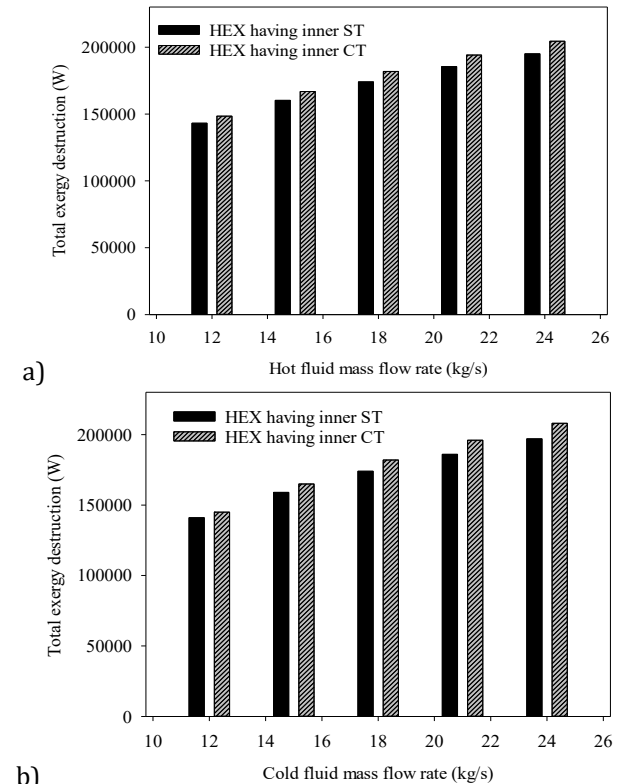 HEX having inner ST
HEX having inner CT
200000
150000
100000
50000
0
Total exergy destruction (W)
10 12 14 16 18 20 22 24 26
Hot fluid mass flow rate (kg/s)
a)
HEX having inner ST
HEX having inner CT
200000
150000
100000
50000
0
Total exergy destruction (W)
10 12 14 16 18 20 22 24 26
Cold fluid mass flow rate (kg/s)
b)